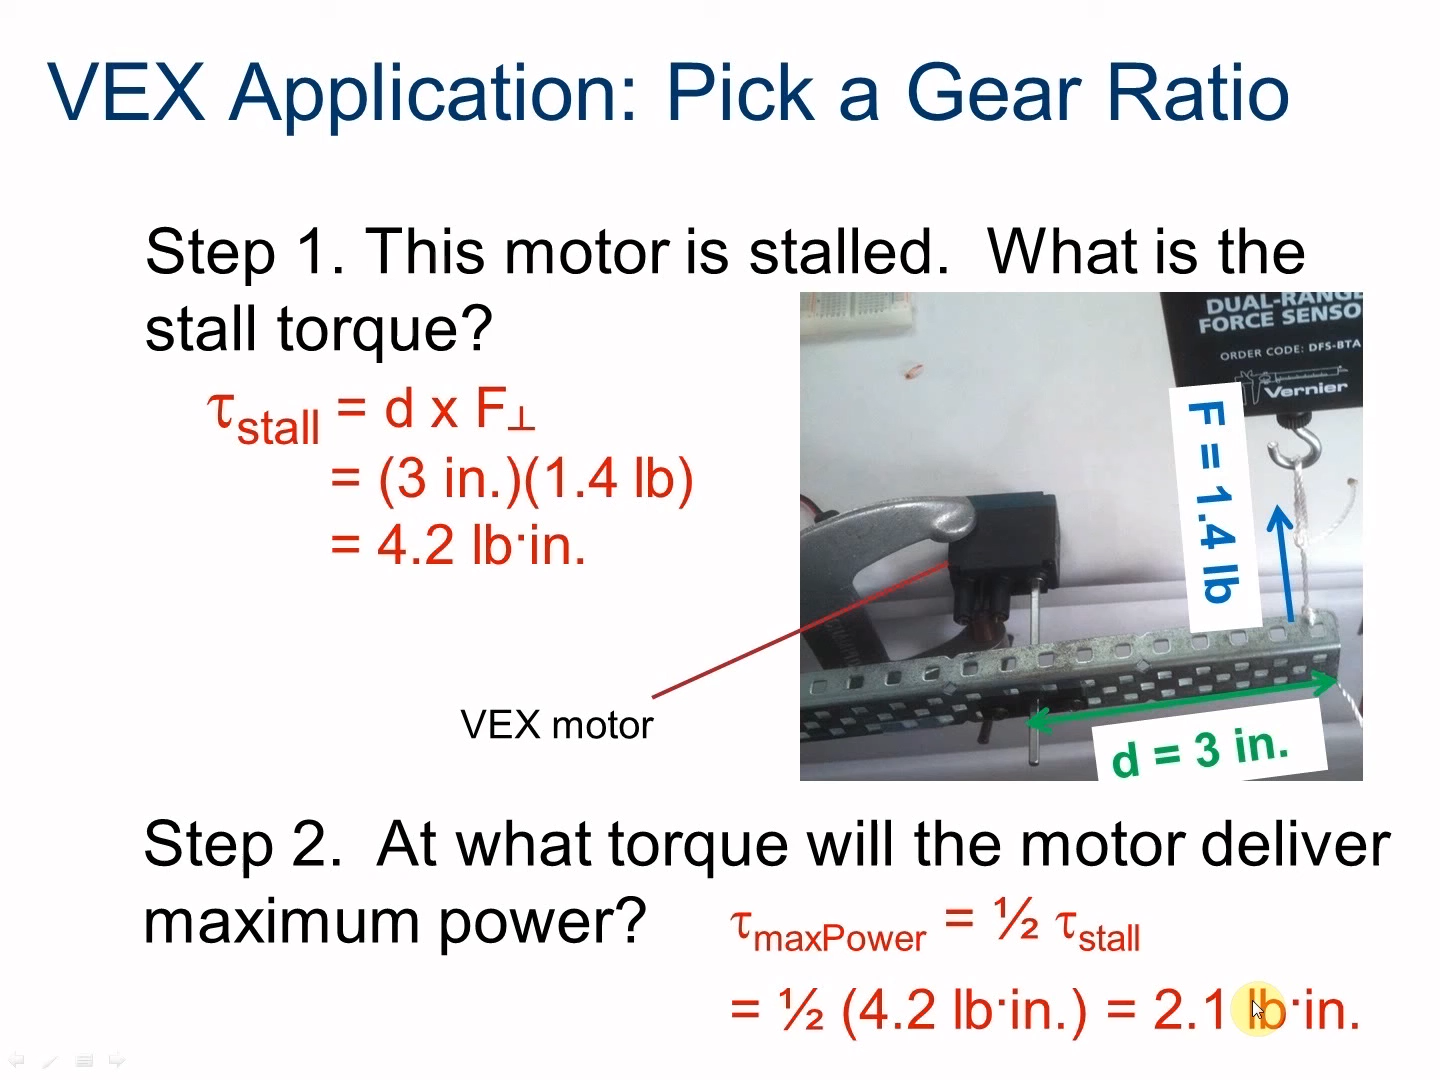 VEX Application: Pick a Gear Ratio
Step 1. This motor is stalled.  What is the
stall torque?
τstall = d x F⊥
= (3 in.)(1.4 lb)
= 4.2 lb·in.
DUAL-RANGE
FORCE SENSO
ORDER CODE: DFS-BTA
Vernier
F = 1.4 lb
d = 3 in.
VEX motor
Step 2.  At what torque will the motor deliver
maximum power?
τmaxPower = ½ τstall
= ½ (4.2 lb·in.) = 2.1 lb·in.